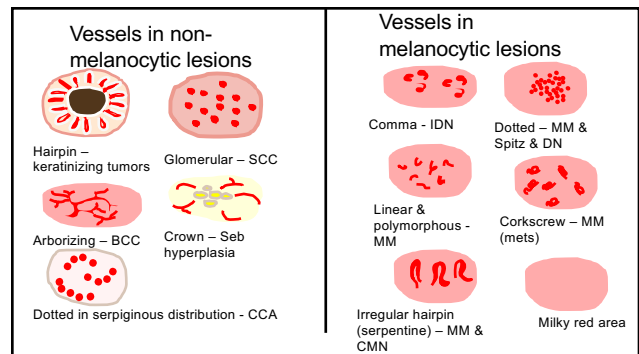 Vessels in non-
melanocytic lesions
Hairpin –
keratinizing tumors
Glomerular – SCC
Arborizing – BCC
Crown – Seb
hyperplasia
Dotted in serpiginous distribution - CCA
Vessels in
melanocytic lesions
Comma - IDN
Dotted – MM &
Spitz & DN
Linear &
polymorphous -
MM
Corkscrew – MM
(mets)
Irregular hairpin
(serpentine) – MM &
CMN
Milky red area